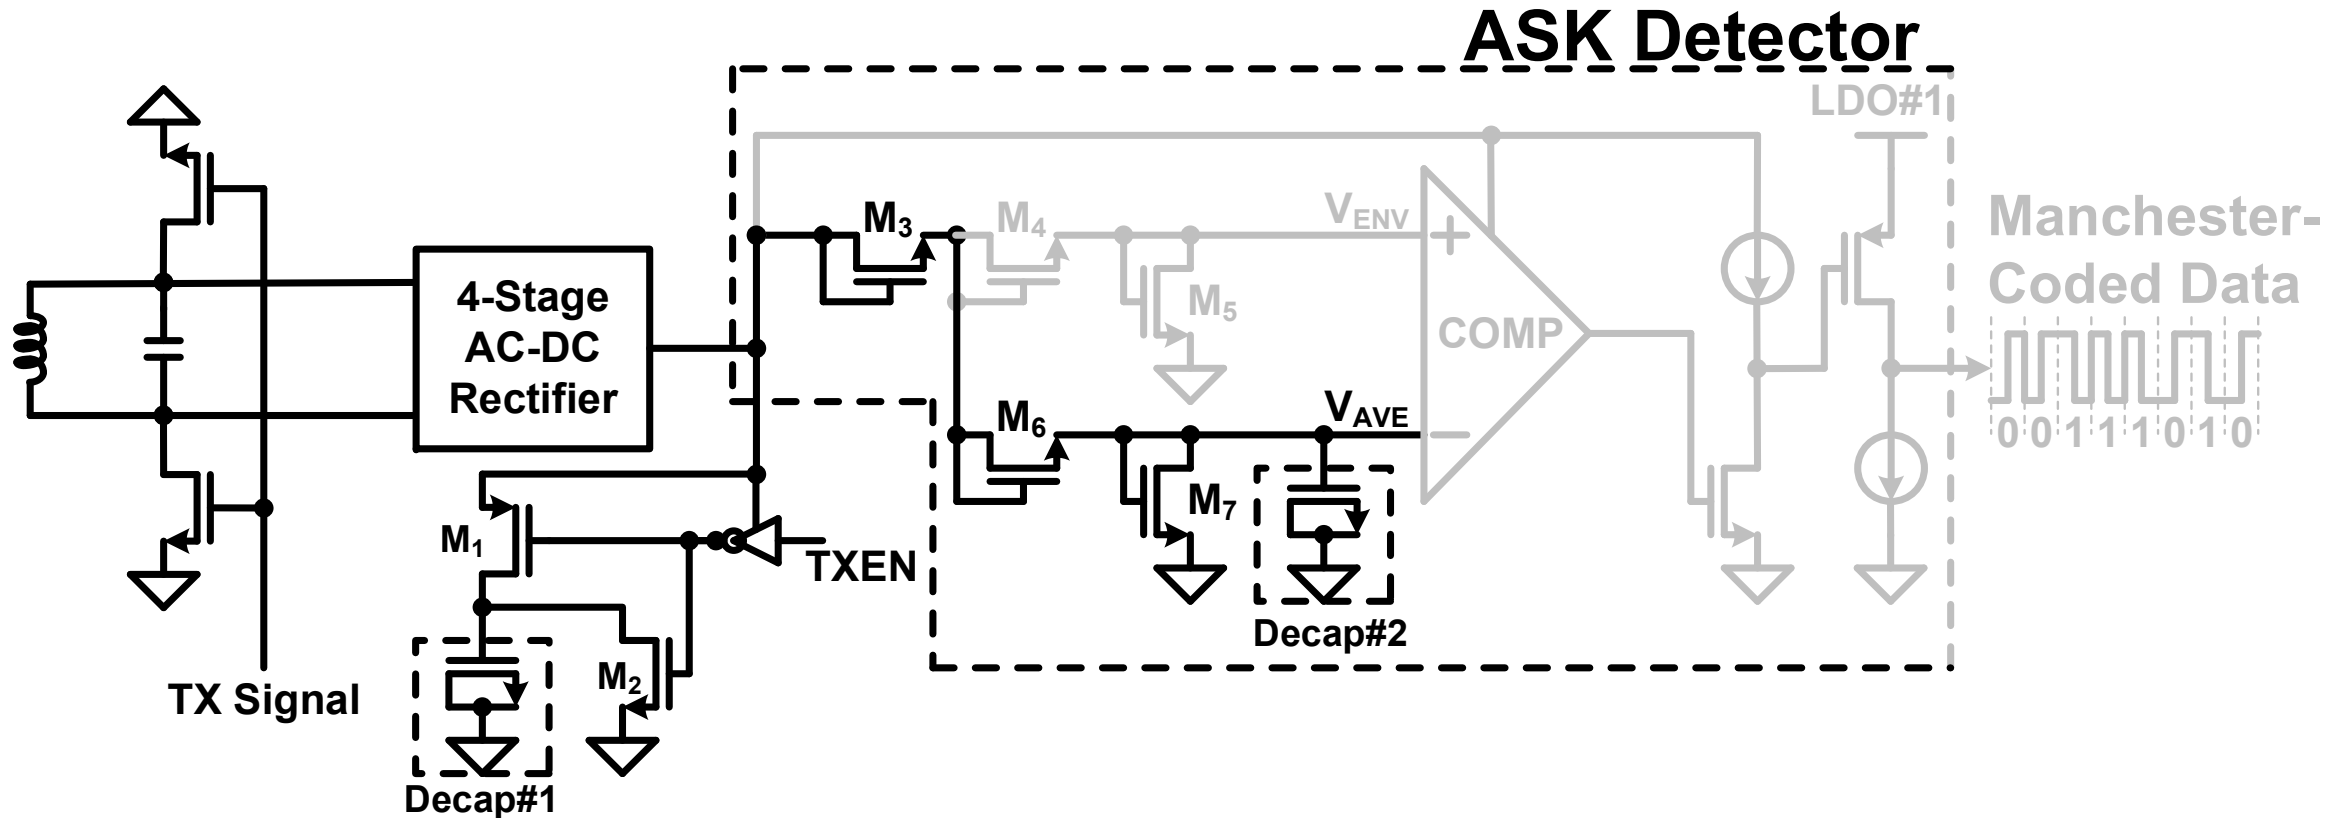 ASK Detector
LDO#1
M3
M4
VENV
+
Manchester-
Coded Data
4-Stage
AC-DC
Rectifier
M5
COMP
M6
VAVE
−
0 0 1 1 1 0 1 0
M7
M1
TXEN
Decap#2
M2
TX Signal
Decap#1